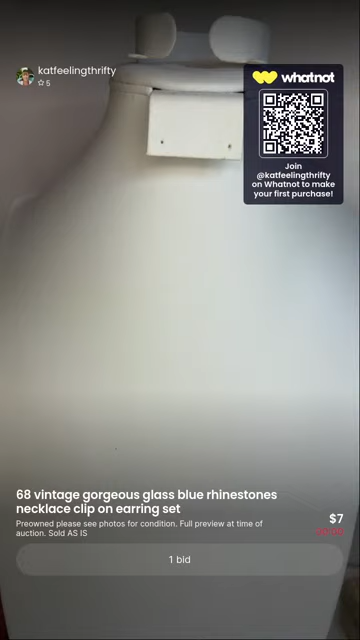 katfeelingthrifty
5
whatnot
Join
@katfeelingthrifty
on Whatnot to make
your first purchase!
68 vintage gorgeous glass blue rhinestones
necklace clip on earring set
Preowned please see photos for condition. Full preview at time of
auction. Sold AS IS
$7
1 bid